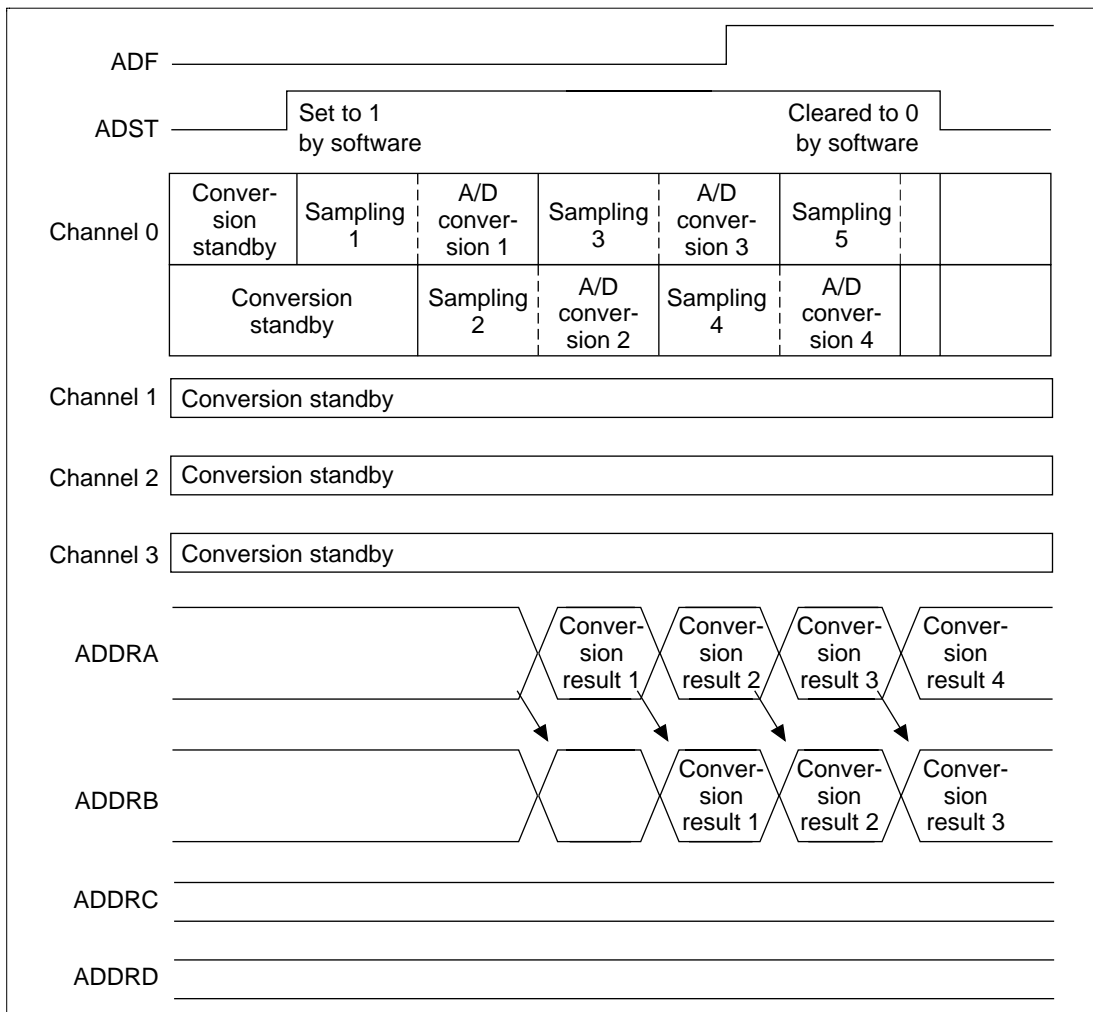 ADF
ADST
Set to 1
by software
Cleared to 0
by software
Channel 0
Conver-
sion
standby
Sampling
1
A/D
conver-
sion 1
Sampling
3
A/D
conver-
sion 3
Sampling
5
Conversion
standby
Sampling
2
A/D
conver-
sion 2
Sampling
4
A/D
conver-
sion 4
Channel 1
Conversion standby
Channel 2
Conversion standby
Channel 3
Conversion standby
ADDRA
Conver-
sion
result 1
Conver-
sion
result 2
Conver-
sion
result 3
Conver-
sion
result 4
ADDRB
Conver-
sion
result 1
Conver-
sion
result 2
Conver-
sion
result 3
ADDRC
ADDRD